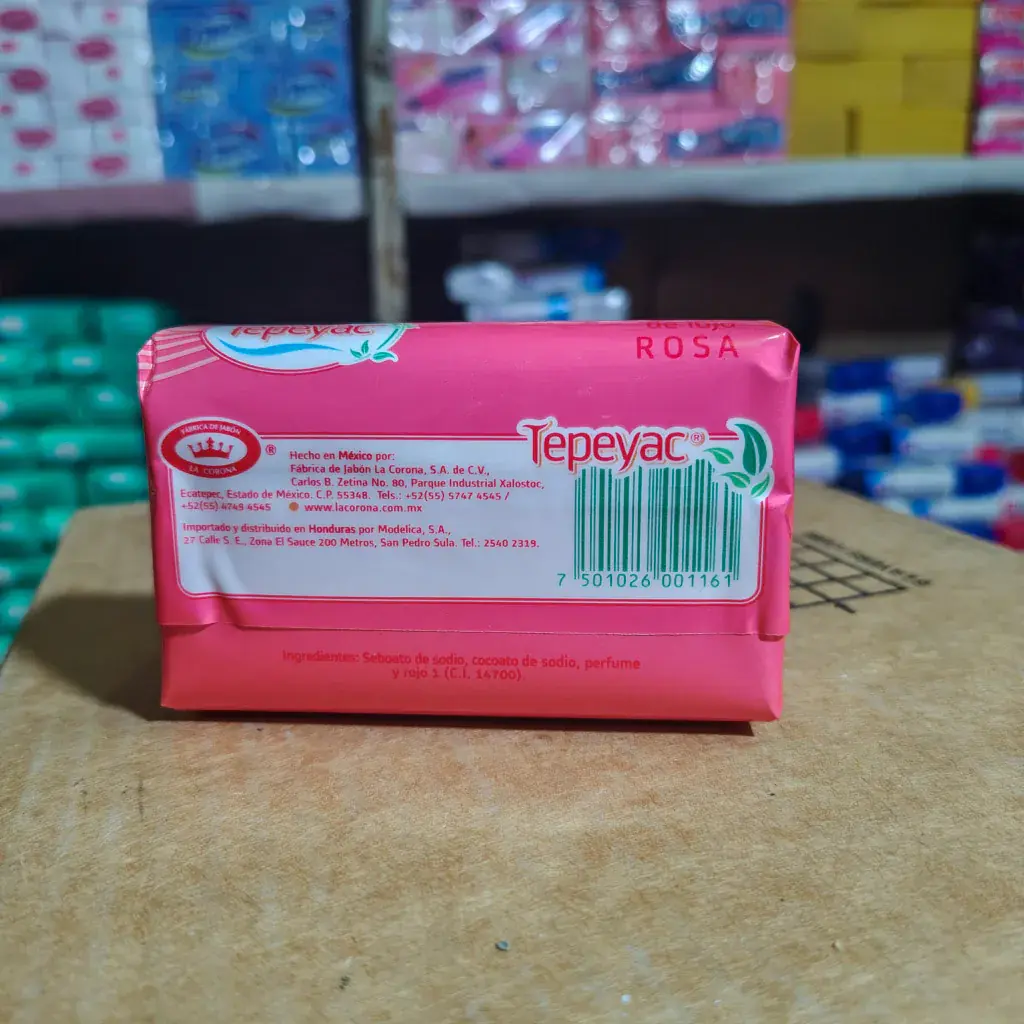 Tepeyac
de lujo
ROSA
FÁBRICA DE JABÓN
LA CORONA
®
Hecho en México por:
Fábrica de Jabón La Corona, S.A. de C.V.,
Carlos B. Zetina No. 80, Parque Industrial Xalostoc,
Ecatepec, Estado de México. C.P. 55348. Tels.: +52(55) 5747 4545 /
+52(55) 4749 4545 www.lacorona.com.mx
Importado y distribuido en Honduras por Modelica, S.A.,
27 Calle S. E., Zona El Sauce 200 Metros, San Pedro Sula. Tel.: 2540 2319.
Tepeyac®
7 501026 001161
Ingredientes: Seboato de sodio, cocoato de sodio, perfume
y rojo 1 (C.I. 14700)